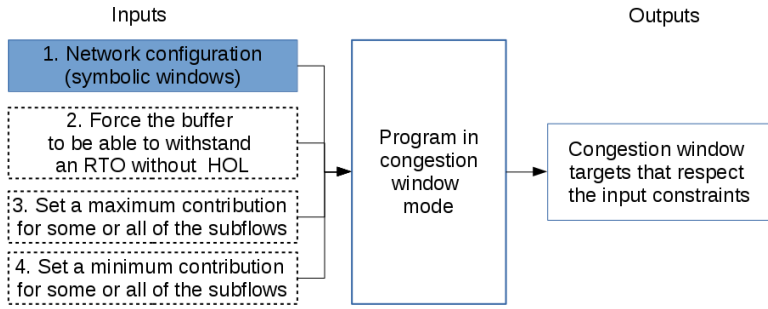 Inputs
Outputs
1. Network configuration
(symbolic windows)
2. Force the buffer
to be able to withstand
an RTO without HOL
3. Set a maximum contribution
for some or all of the subflows
4. Set a minimum contribution
for some or all of the subflows
Program in
congestion
window
mode
Congestion window
targets that respect
the input constraints